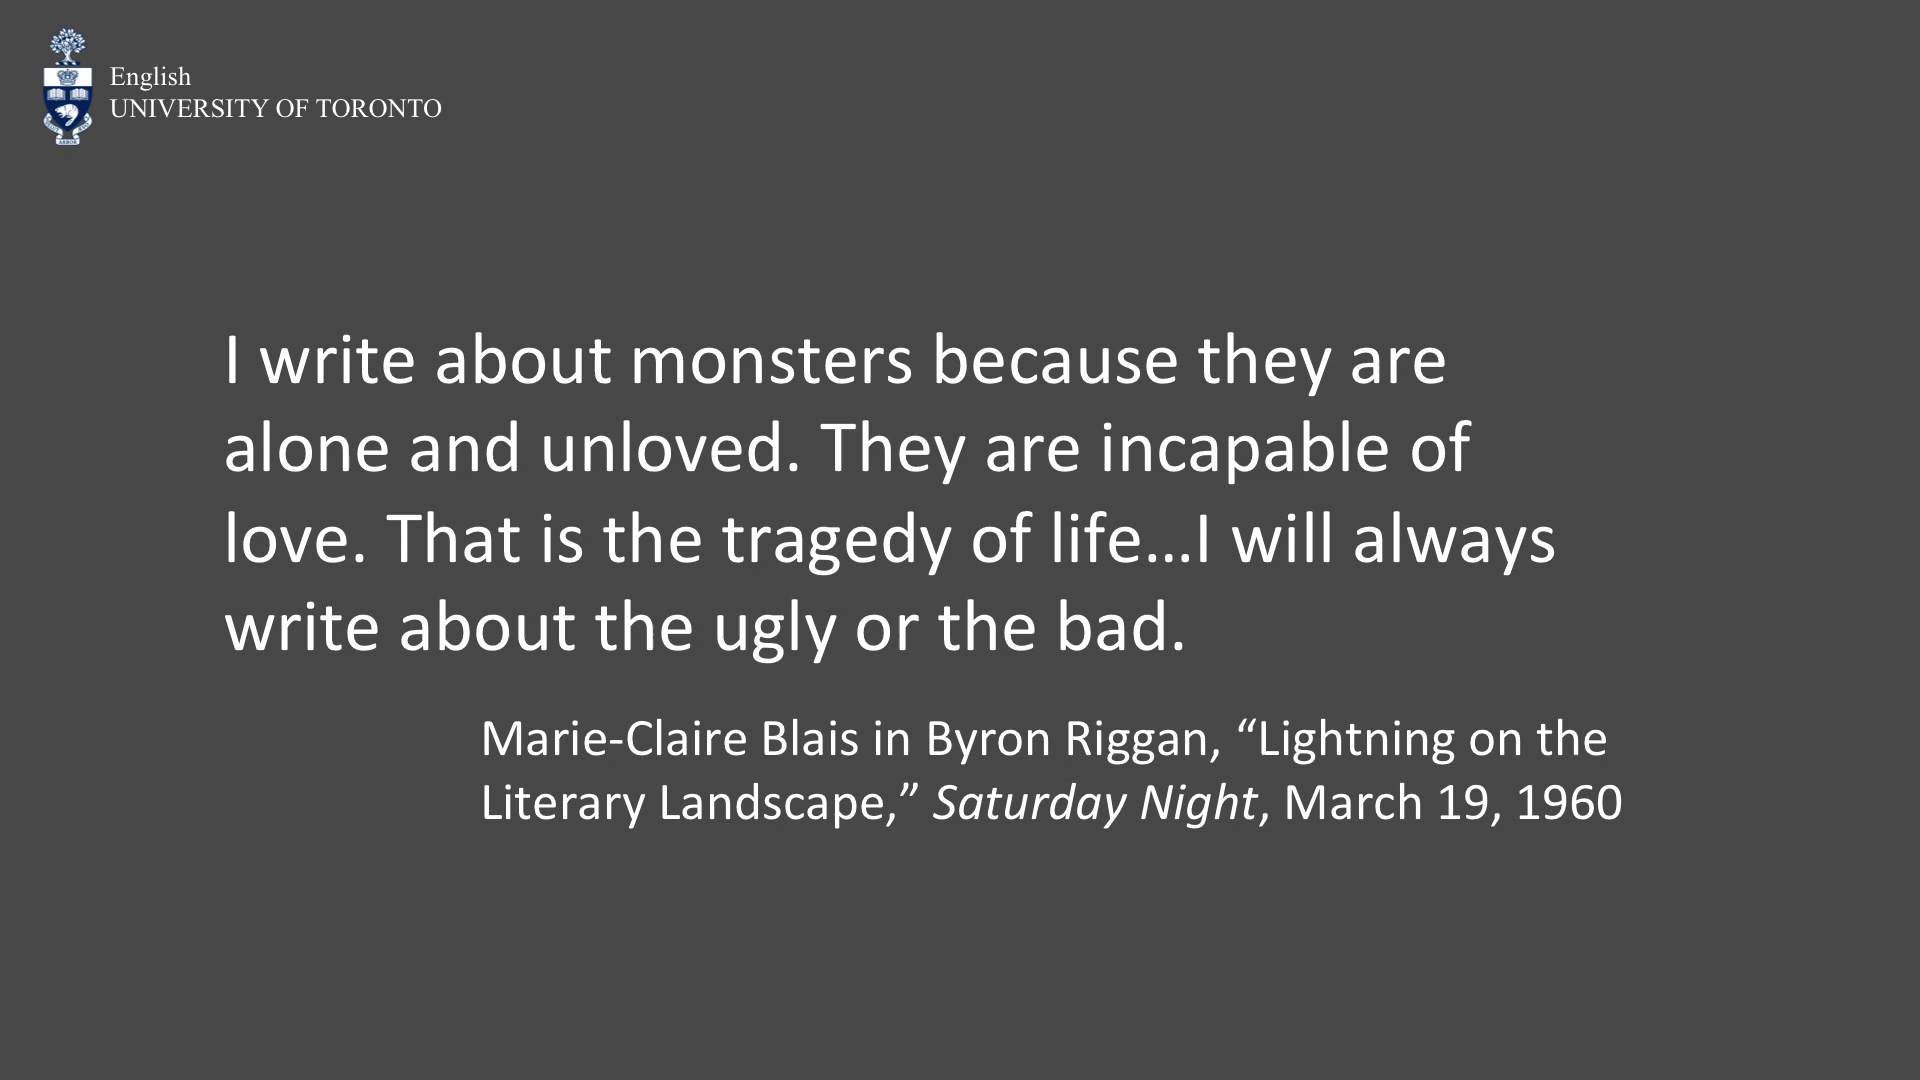 English
UNIVERSITY OF TORONTO
I write about monsters because they are
alone and unloved. They are incapable of
love. That is the tragedy of life…I will always
write about the ugly or the bad.
Marie-Claire Blais in Byron Riggan, “Lightning on the
Literary Landscape,” Saturday Night, March 19, 1960